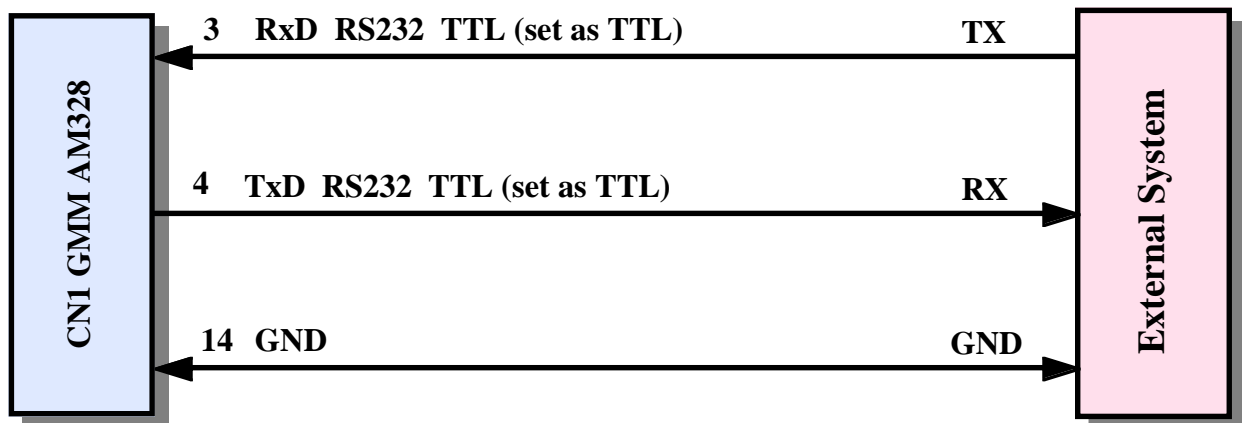 3 RxD RS232 TTL (set as TTL) TX
CN1 GMM AM328
External System
4 TxD RS232 TTL (set as TTL) RX
14 GND GND